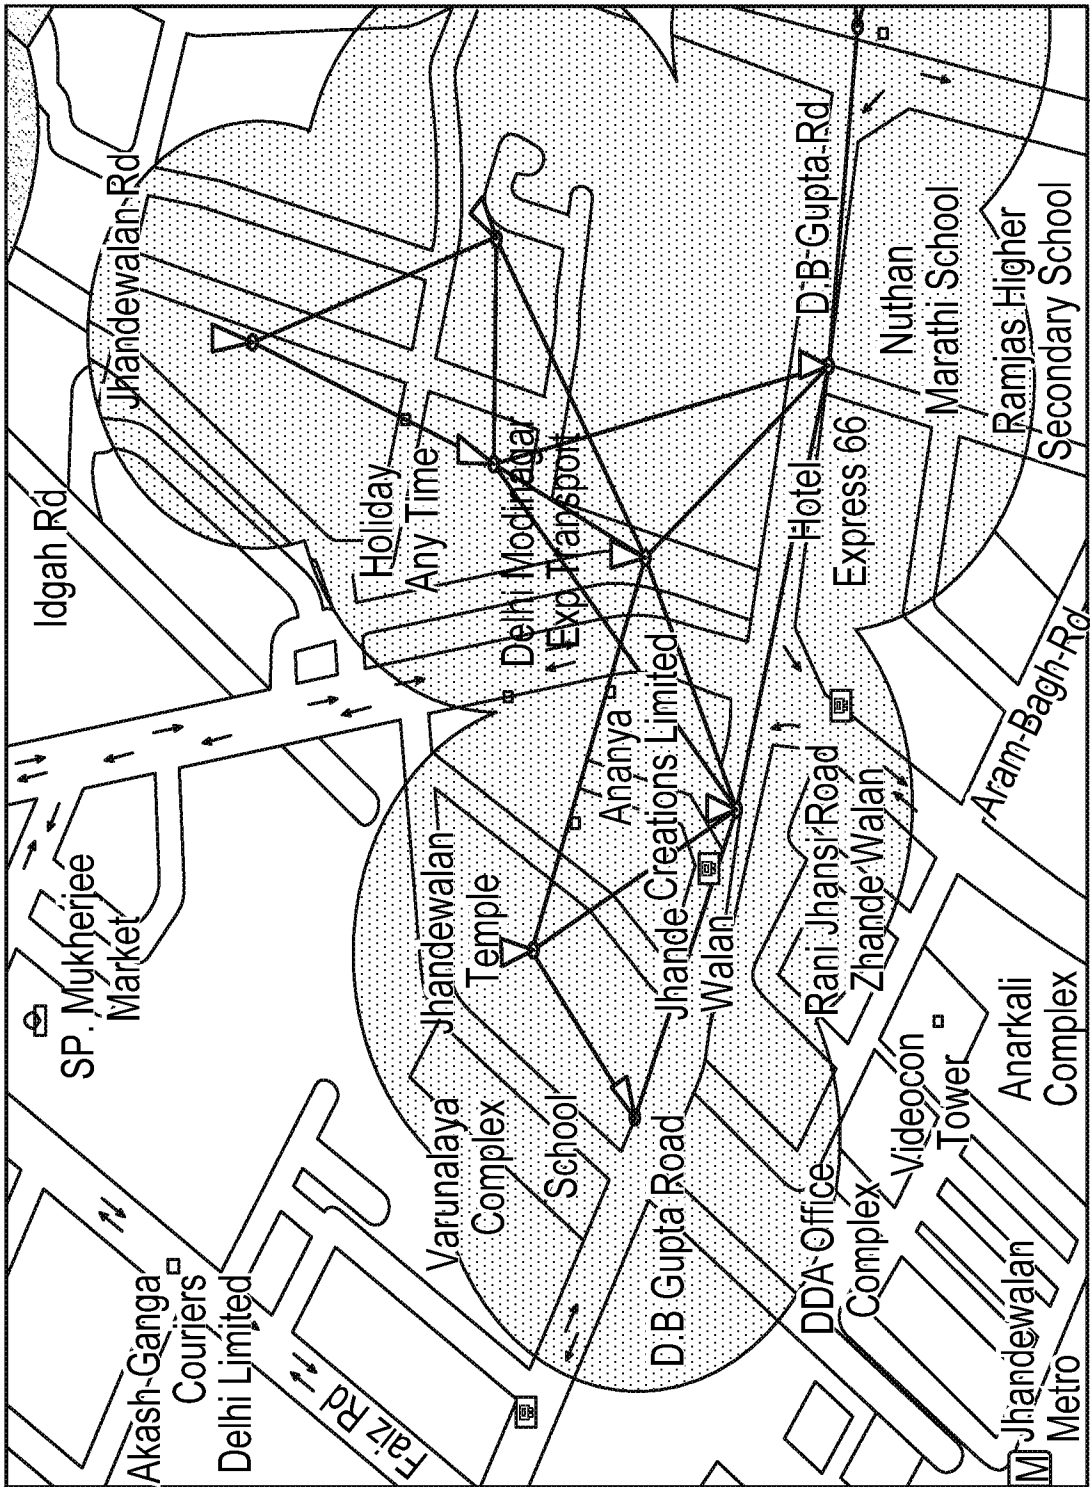 Idgah Rd
Jhandewalan Rd
SP. Mukherjee
Market
Akash-Ganga
Couriers
Delhi Limited
Faiz Rd
Holiday
Any Time
Delhi Modinagar
Exp Transport
Jhandewalan
Temple
Varunalaya
Complex
School
Ananya
Creations Limited
Jhande
Walan
D.B Gupta Road
D.B-Gupta-Rd
Hotel
Express 66
Nuthan
Marathi School
Ramjas Higher
Secondary School
Rani Jhansi Road
Zhande Walan
Aram-Bagh-Rd
DDA Office
Complex
Videocon
Tower
Anarkali
Complex
M
Jhandewalan
Metro